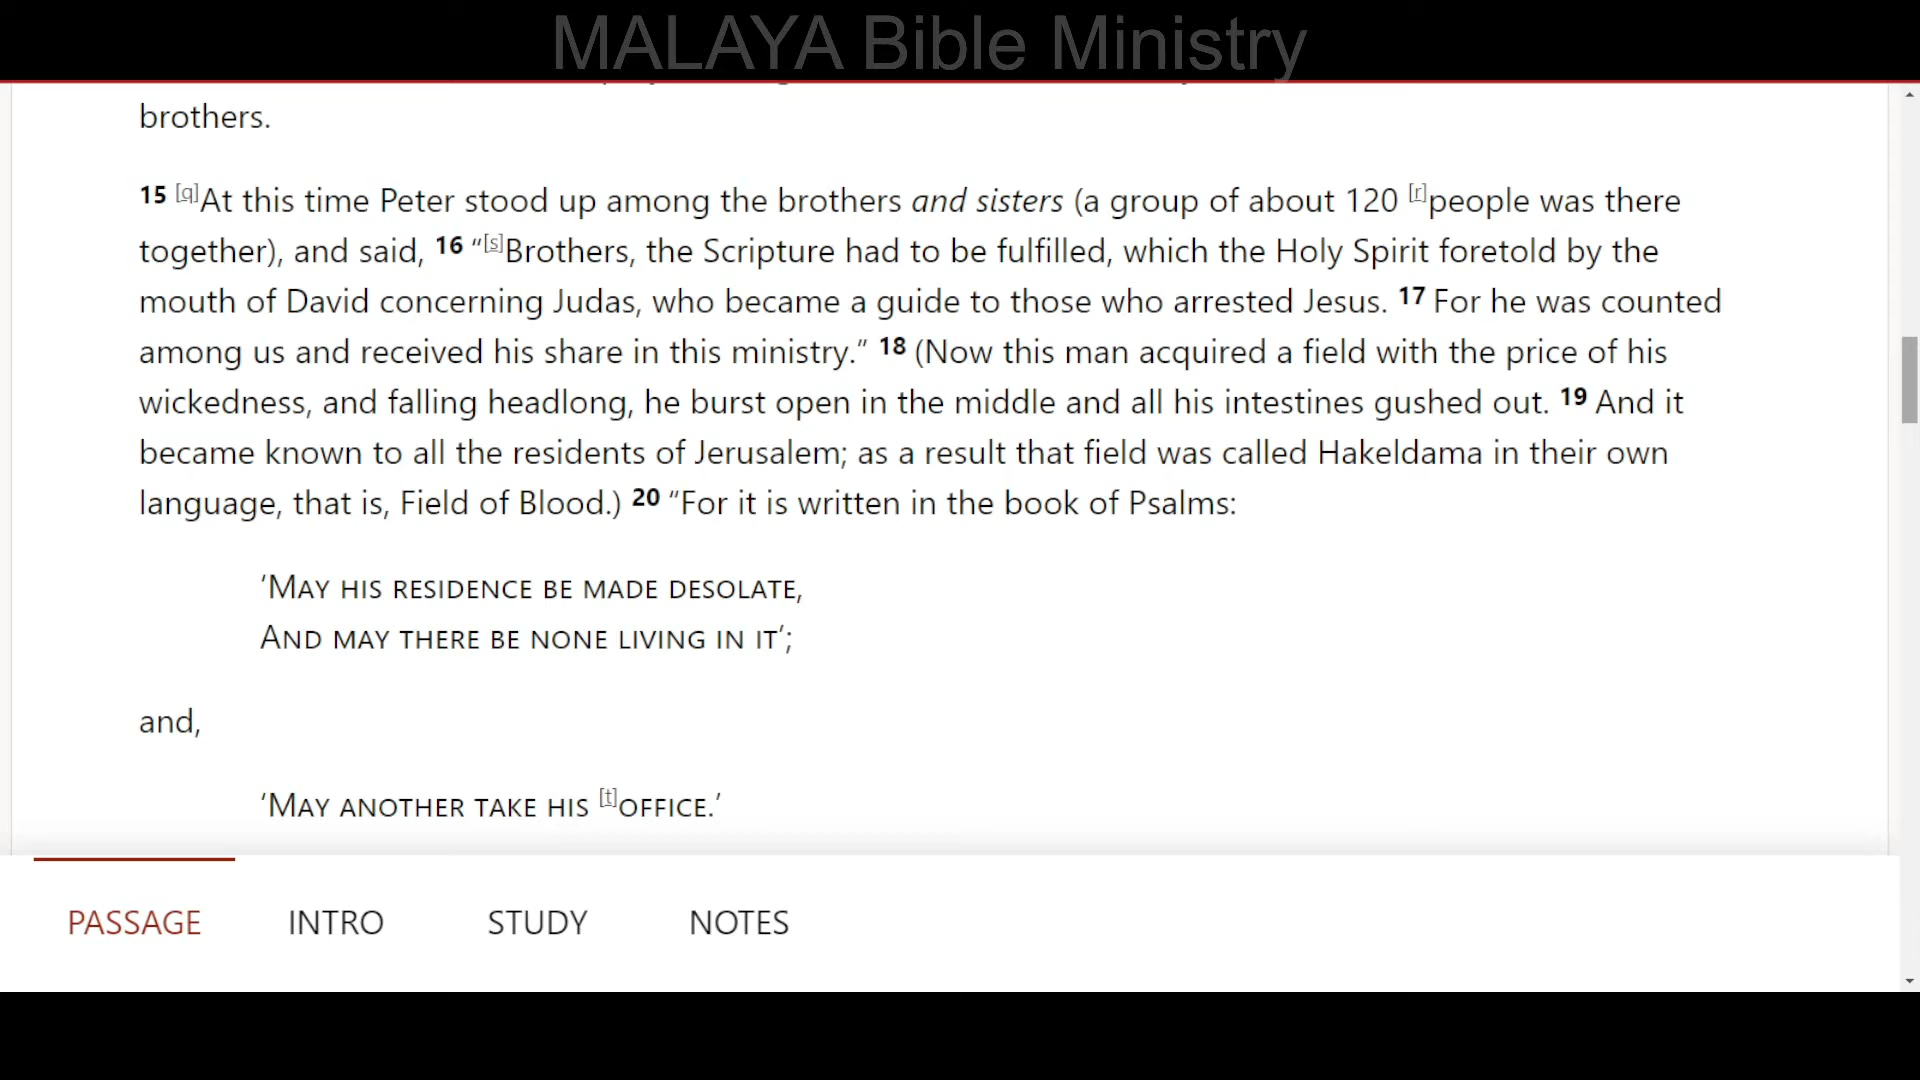 MALAYA Bible Ministry
brothers.
15 [q]At this time Peter stood up among the brothers and sisters (a group of about 120 [r]people was there
together), and said, 16 “[s]Brothers, the Scripture had to be fulfilled, which the Holy Spirit foretold by the
mouth of David concerning Judas, who became a guide to those who arrested Jesus. 17 For he was counted
among us and received his share in this ministry.” 18 (Now this man acquired a field with the price of his
wickedness, and falling headlong, he burst open in the middle and all his intestines gushed out. 19 And it
became known to all the residents of Jerusalem; as a result that field was called Hakeldama in their own
language, that is, Field of Blood.) 20 “For it is written in the book of Psalms:
‘May his residence be made desolate,
And may there be none living in it’;
and,
‘May another take his [t]office.’
PASSAGE INTRO STUDY NOTES